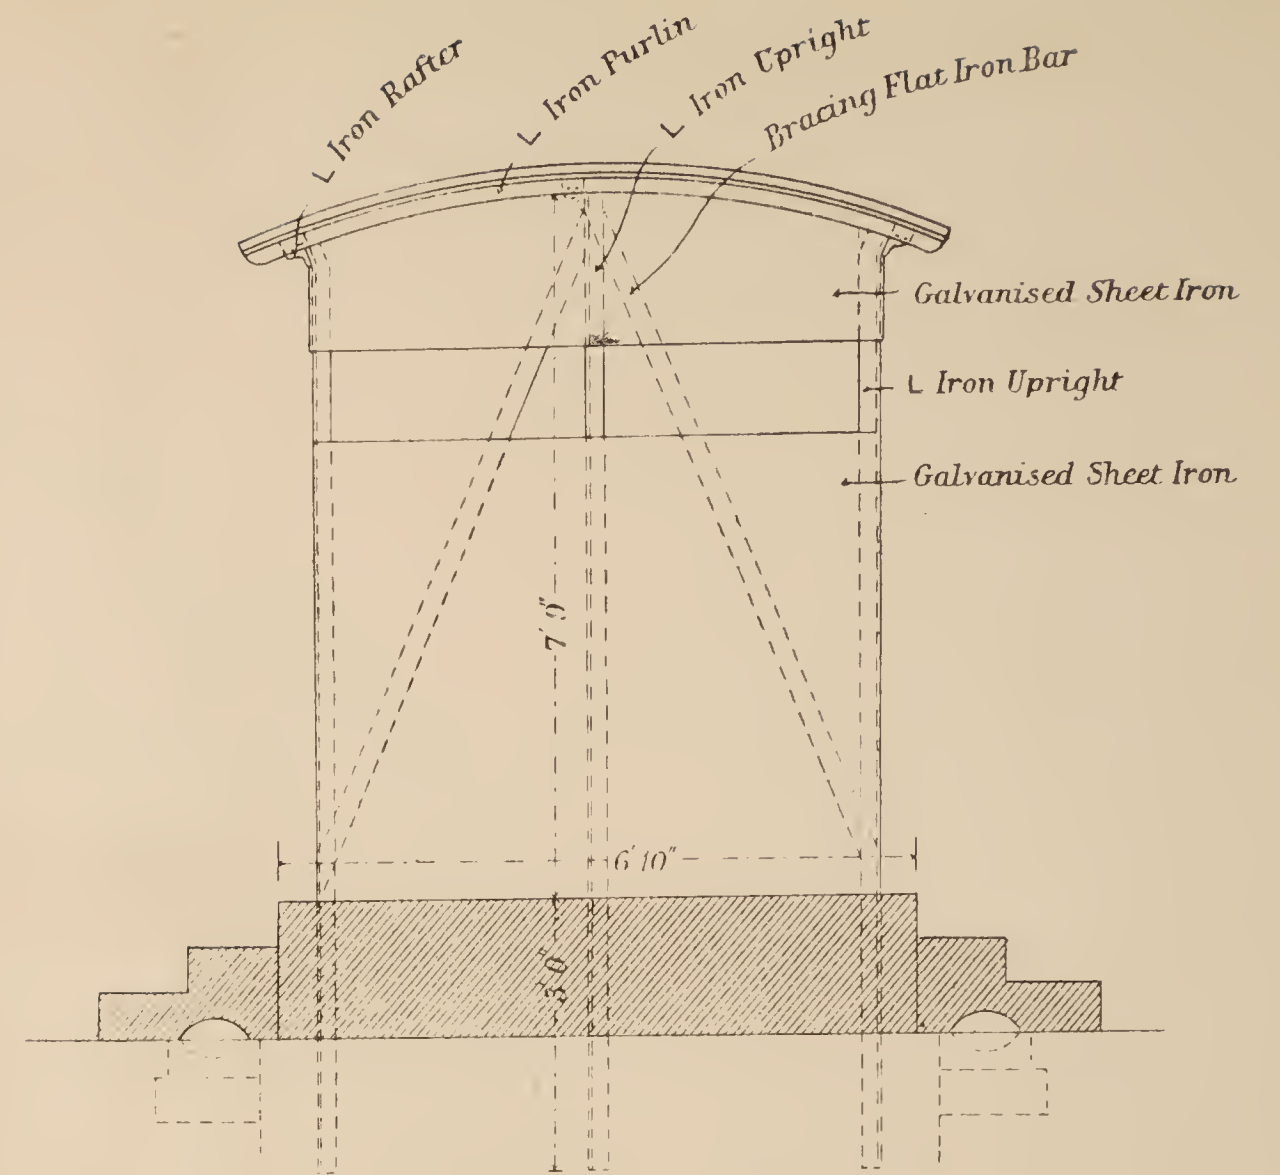 L Iron Rafter
L Iron Purlin
L Iron Upright
Bracing Flat Iron Bar
Galvanised Sheet Iron
L Iron Upright
Galvanised Sheet Iron
7' 9"
6' 10"
3' 0"